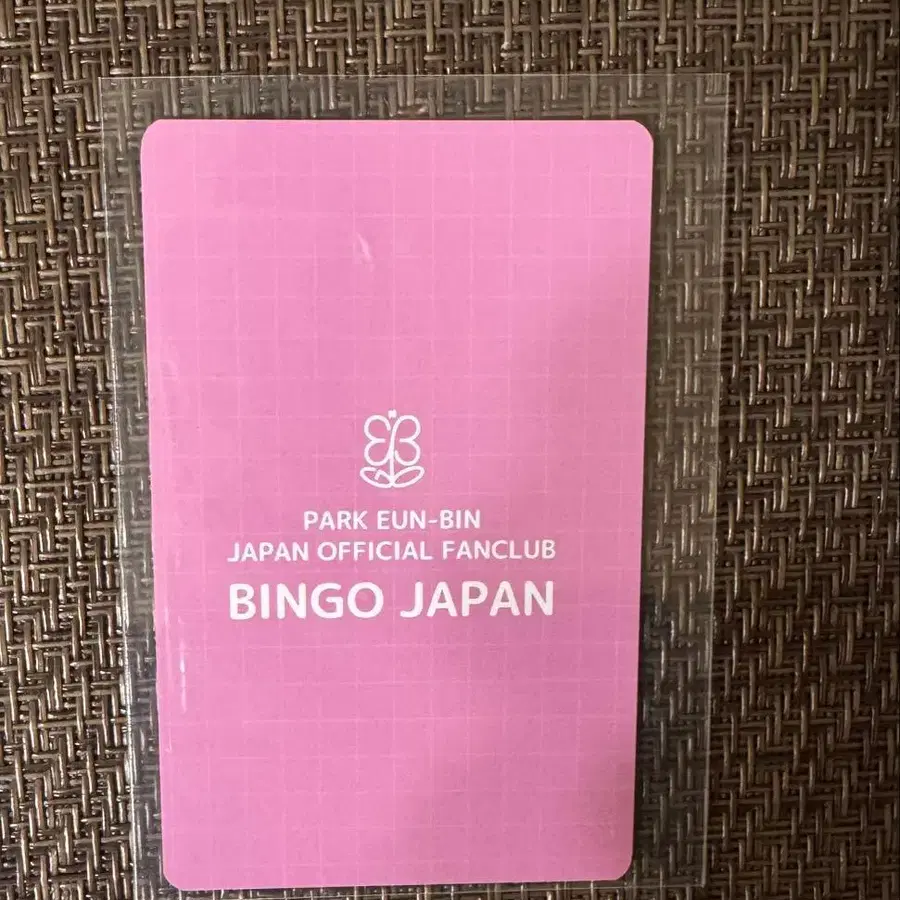 PARK EUN-BIN
JAPAN OFFICIAL FANCLUB
BINGO JAPAN